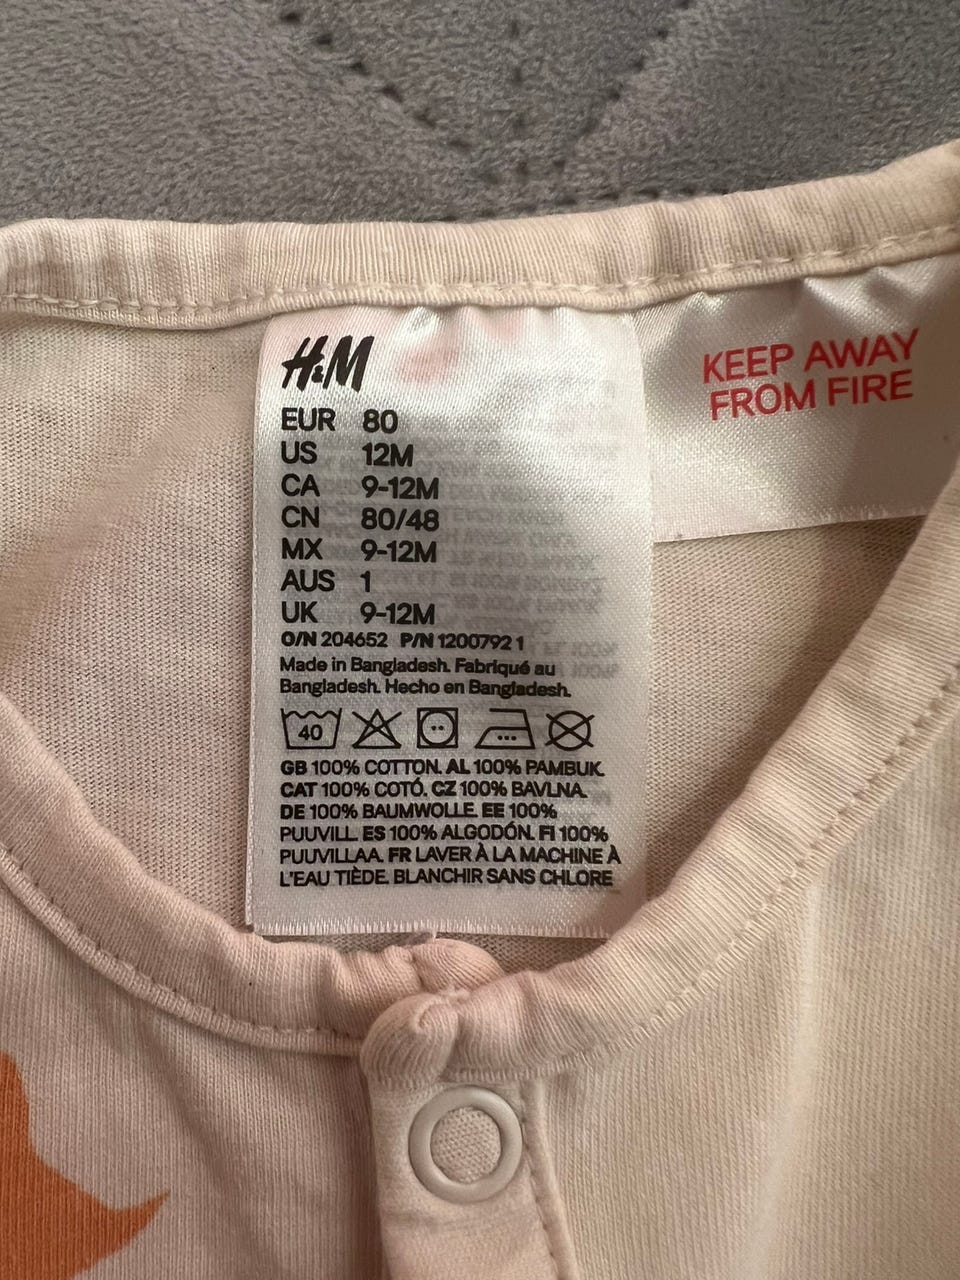 H&M
EUR 80
US 12M
CA 9-12M
CN 80/48
MX 9-12M
AUS 1
UK 9-12M
O/N 204652 P/N 1200792 1
Made in Bangladesh. Fabriqué au
Bangladesh. Hecho en Bangladesh.
40
GB 100% COTTON. AL 100% PAMBUK.
CAT 100% COTÓ. CZ 100% BAVLNA.
DE 100% BAUMWOLLE. EE 100%
PUUVILL. ES 100% ALGODÓN. FI 100%
PUUVILLAA. FR LAVER À LA MACHINE À
L'EAU TIÈDE. BLANCHIR SANS CHLORE
KEEP AWAY
FROM FIRE